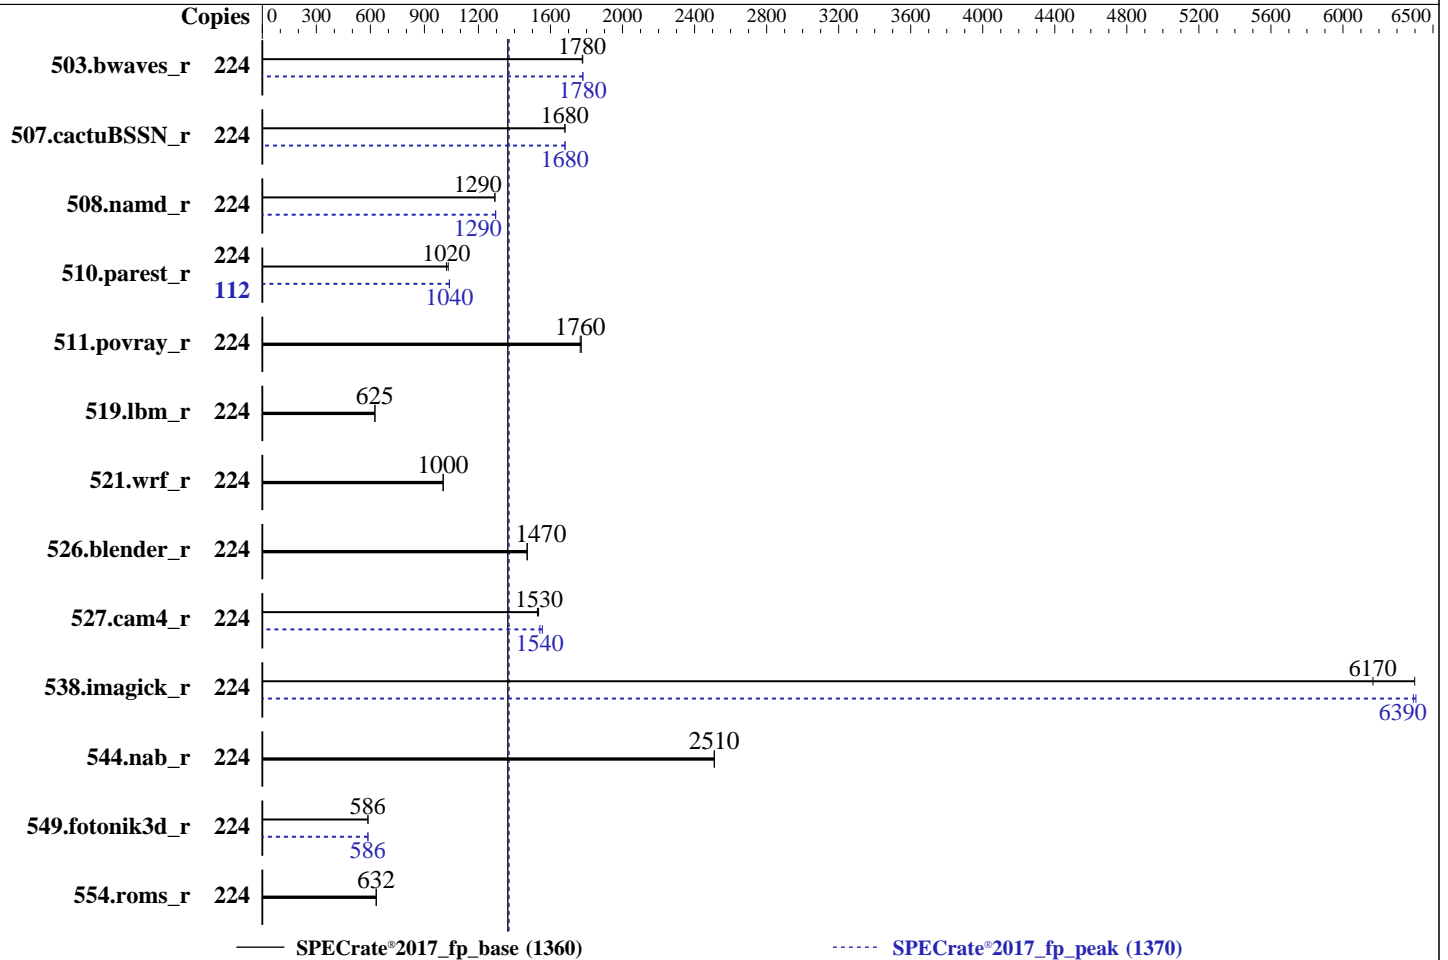 Copies 0 300 600 900 1200 1600 2000 2400 2800 3200 3600 4000 4400 4800 5200 5600 6000 6500
503.bwaves_r 224 1780
1780
507.cactuBSSN_r 224 1680
1680
508.namd_r 224 1290
1290
510.parest_r 224 1020
112 1040
511.povray_r 224 1760
519.lbm_r 224 625
521.wrf_r 224 1000
526.blender_r 224 1470
527.cam4_r 224 1530
1540
538.imagick_r 224 6170
6390
544.nab_r 224 2510
549.fotonik3d_r 224 586
586
554.roms_r 224 632
SPECrate®2017_fp_base (1360) SPECrate®2017_fp_peak (1370)